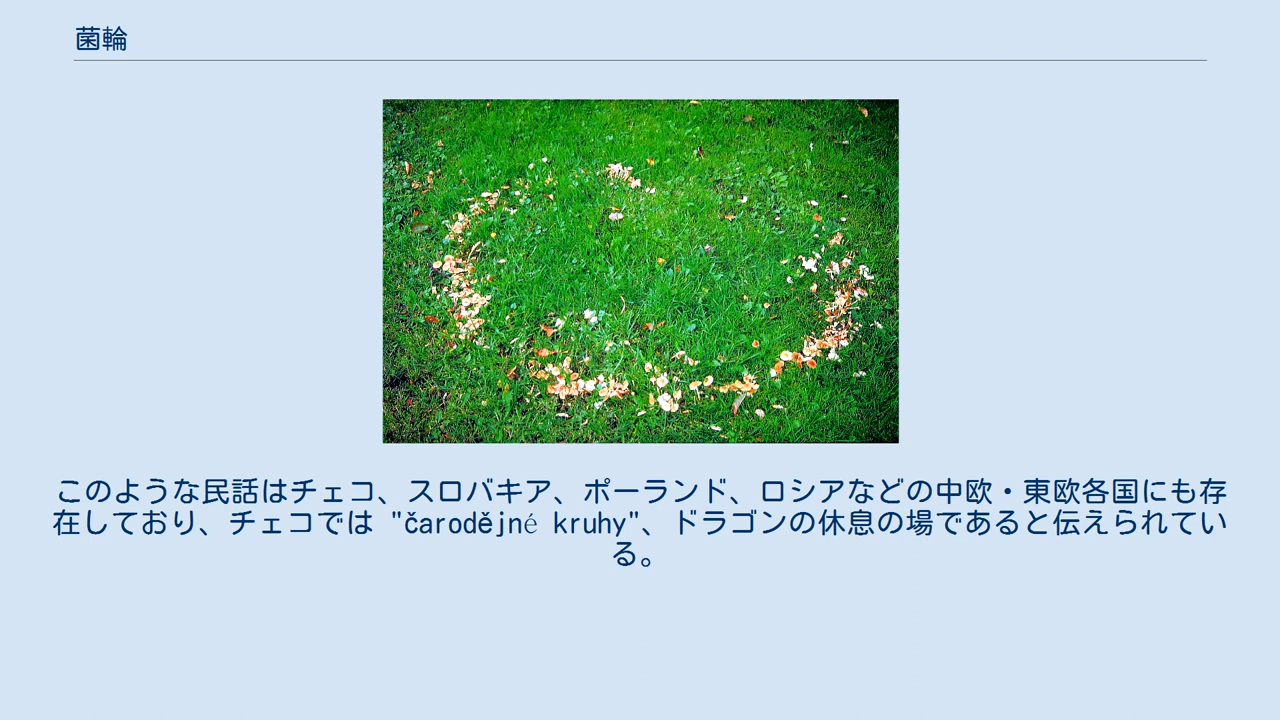 菌輪
このような民話はチェコ、スロバキア、ポーランド、ロシアなどの中欧・東欧各国にも存
在しており、チェコでは "čarodějné kruhy"、ドラゴンの休息の場であると伝えられてい
る。